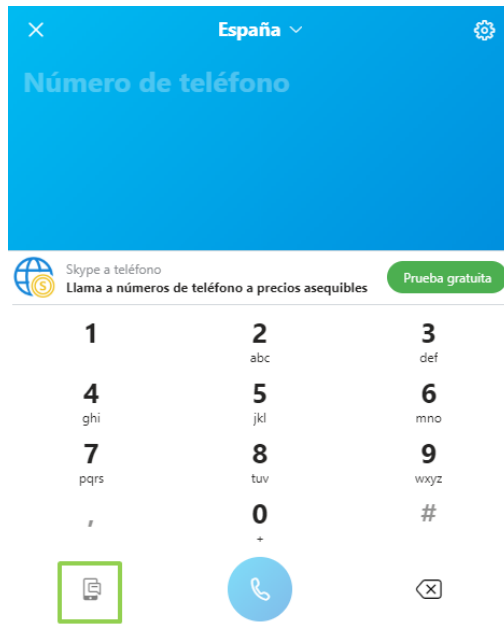 España
Número de teléfono
Skype a teléfono
Llama a números de teléfono a precios asequibles
Prueba gratuita
1 2 3
abc def
4 5 6
ghi jkl mno
7 8 9
pqrs tuv wxyz
, 0 #
+